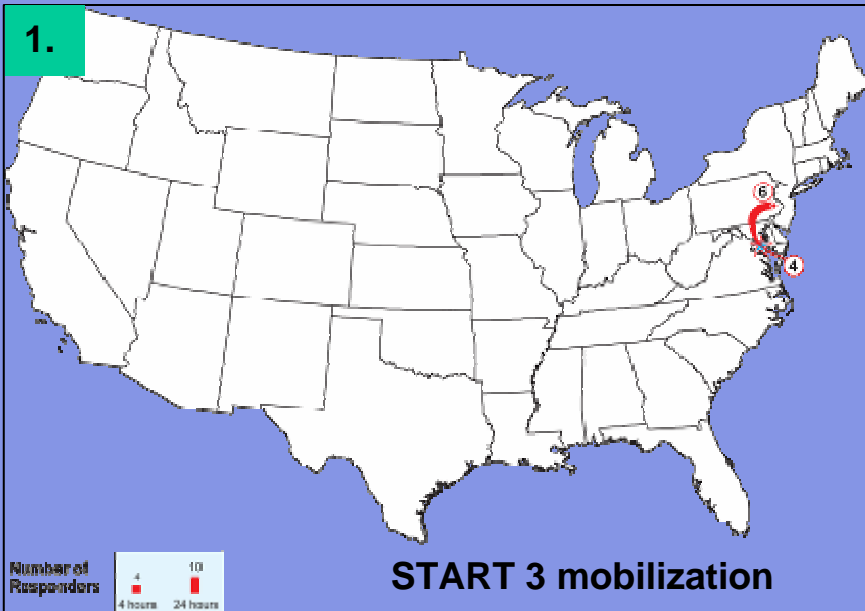 1.
6
4
Number of
Responders
4
10
4 hours
24 hours
START 3 mobilization